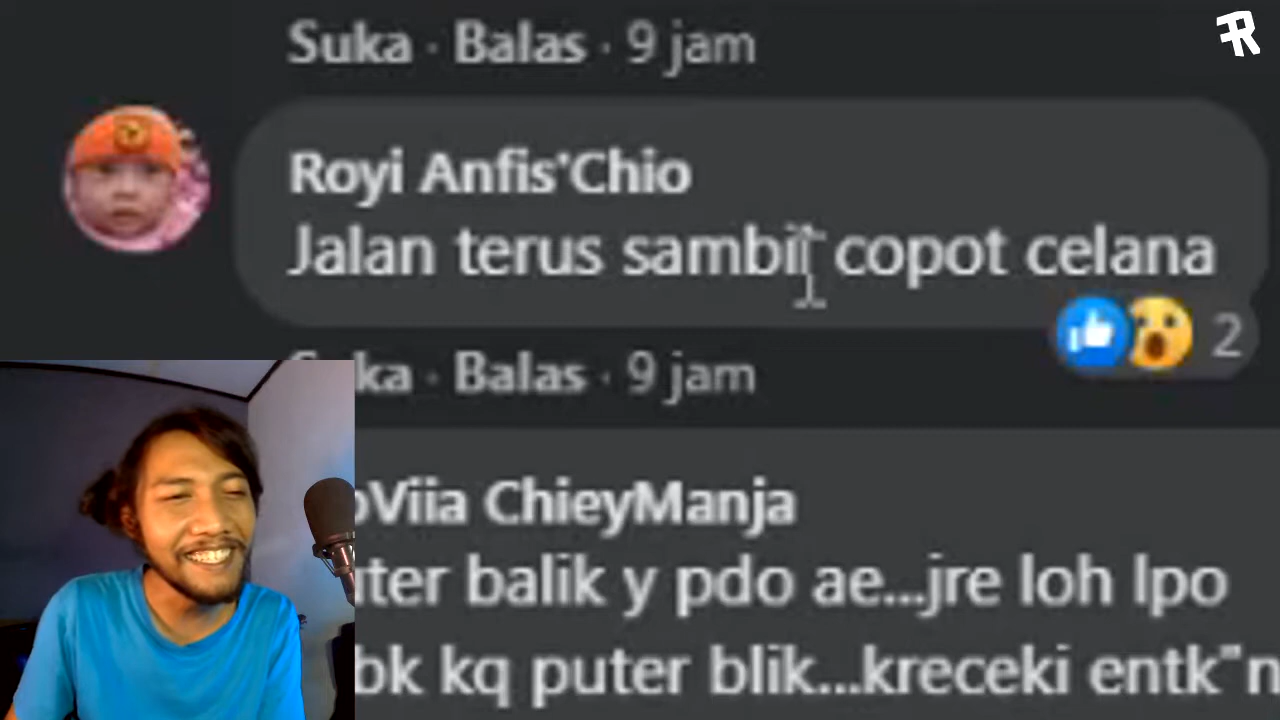 Suka · Balas · 9 jam
Royi Anfis'Chio
Jalan terus sambil copot celana
2
Balas · 9 jam
ChieyManja
balik y pdo ae...jre loh lpo
kq puter blik...kreceki